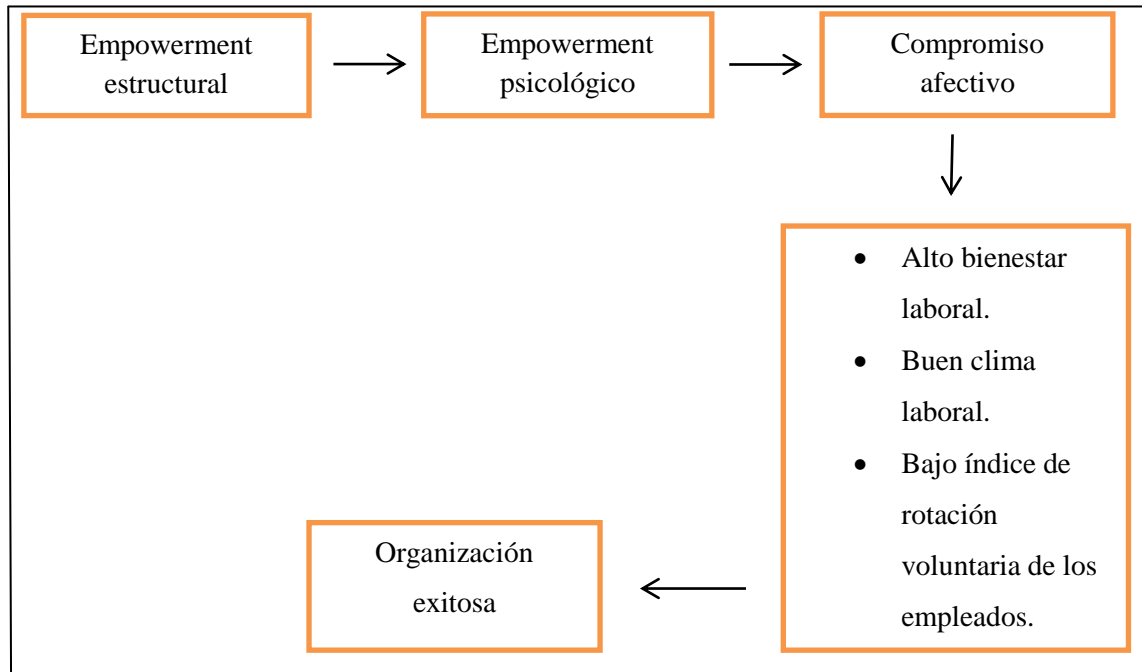 Empowerment
estructural
Empowerment
psicológico
Compromiso
afectivo
• Alto bienestar
laboral.
• Buen clima
laboral.
• Bajo índice de
rotación
voluntaria de los
empleados.
Organización
exitosa